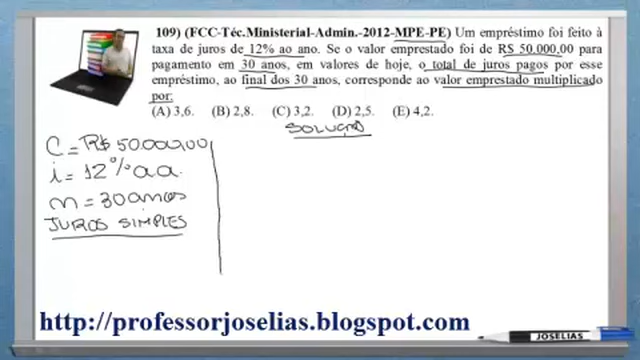 109) (FCC-Téc.Ministerial-Admin.-2012-MPE-PE) Um empréstimo foi feito à
taxa de juros de 12% ao ano. Se o valor emprestado foi de R$ 50.000,00 para
pagamento em 30 anos, em valores de hoje, o total de juros pagos por esse
empréstimo, ao final dos 30 anos, corresponde ao valor emprestado multiplicado
por:
(A) 3,6. (B) 2,8. (C) 3,2. (D) 2,5. (E) 4,2.
SOLUÇÃO
C = R$ 50.000,00
i = 12% a.a.
n = 30 anos
JUROS SIMPLES
http://professorjoselias.blogspot.com
JOSELIAS